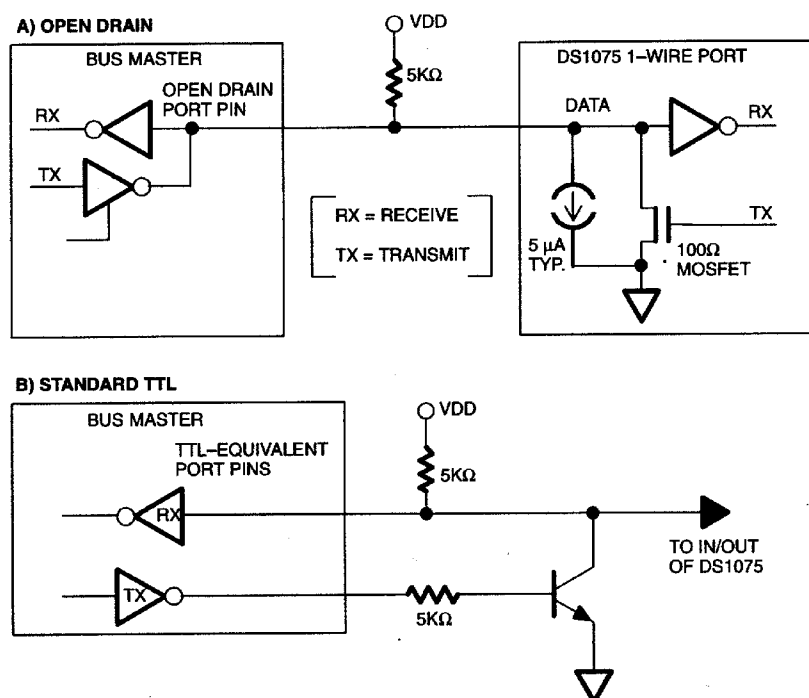 A) OPEN DRAIN
BUS MASTER
RX
OPEN DRAIN
PORT PIN
TX
VDD
5KΩ
RX = RECEIVE
TX = TRANSMIT
DS1075 1–WIRE PORT
DATA
RX
TX
5 µA
TYP.
100Ω
MOSFET
B) STANDARD TTL
BUS MASTER
TTL–EQUIVALENT
PORT PINS
RX
TX
VDD
5KΩ
5KΩ
TO IN/OUT
OF DS1075